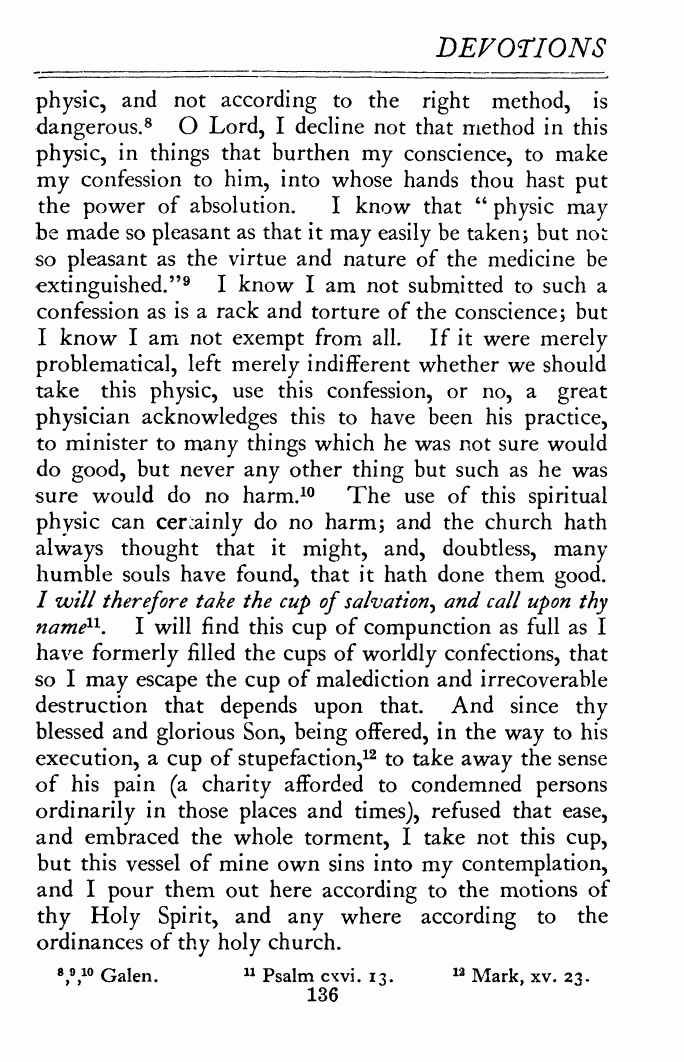 DEVOTIONS
physic, and not according to the right method, is
dangerous.⁸ O Lord, I decline not that method in this
physic, in things that burthen my conscience, to make
my confession to him, into whose hands thou hast put
the power of absolution. I know that “ physic may
be made so pleasant as that it may easily be taken; but not
so pleasant as the virtue and nature of the medicine be
extinguished.”⁹ I know I am not submitted to such a
confession as is a rack and torture of the conscience; but
I know I am not exempt from all. If it were merely
problematical, left merely indifferent whether we should
take this physic, use this confession, or no, a great
physician acknowledges this to have been his practice,
to minister to many things which he was not sure would
do good, but never any other thing but such as he was
sure would do no harm.¹⁰ The use of this spiritual
physic can certainly do no harm; and the church hath
always thought that it might, and, doubtless, many
humble souls have found, that it hath done them good.
I will therefore take the cup of salvation, and call upon thy
name¹¹. I will find this cup of compunction as full as I
have formerly filled the cups of worldly confections, that
so I may escape the cup of malediction and irrecoverable
destruction that depends upon that. And since thy
blessed and glorious Son, being offered, in the way to his
execution, a cup of stupefaction,¹² to take away the sense
of his pain (a charity afforded to condemned persons
ordinarily in those places and times), refused that ease,
and embraced the whole torment, I take not this cup,
but this vessel of mine own sins into my contemplation,
and I pour them out here according to the motions of
thy Holy Spirit, and any where according to the
ordinances of thy holy church.
⁸,⁹,¹⁰ Galen. ¹¹ Psalm cxvi. 13. ¹² Mark, xv. 23.
136